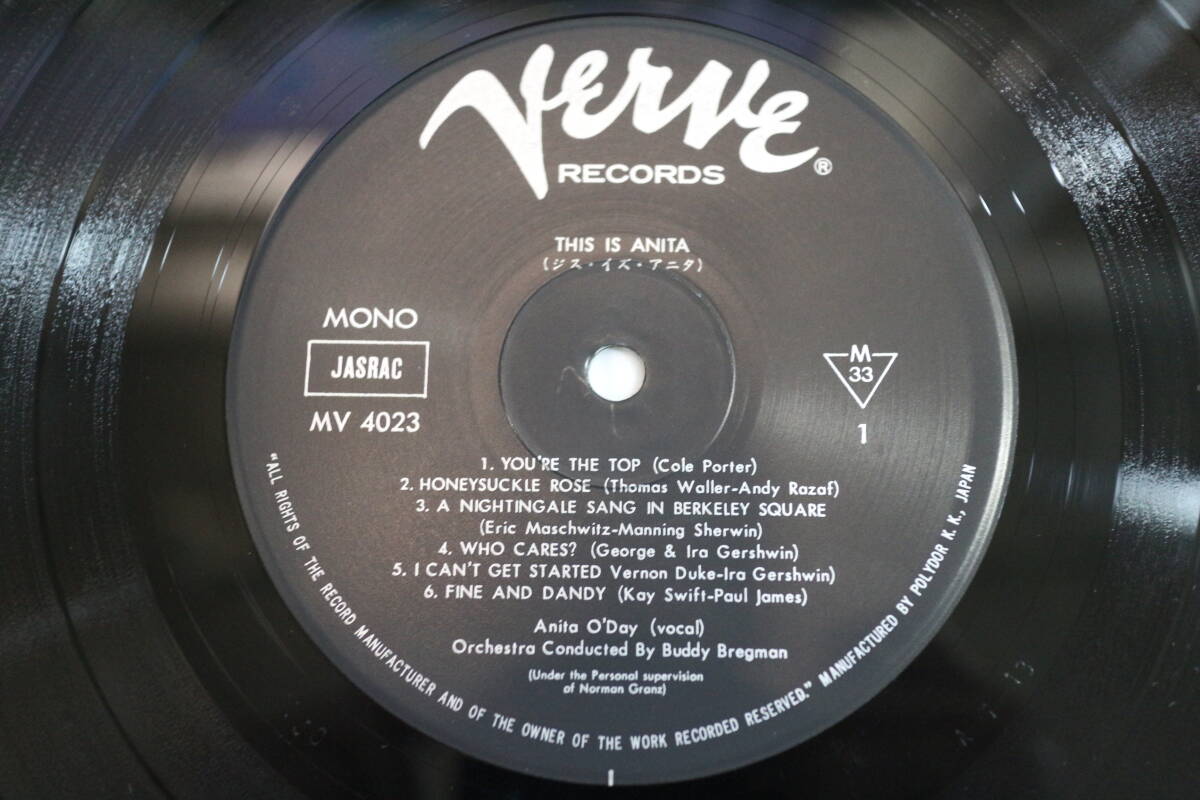 Verve
RECORDS ®
THIS IS ANITA
(ジス・イズ・アニタ)
MONO
JASRAC
MV 4023
M
33
1
1. YOU'RE THE TOP (Cole Porter)
2. HONEYSUCKLE ROSE (Thomas Waller-Andy Razaf)
3. A NIGHTINGALE SANG IN BERKELEY SQUARE
(Eric Maschwitz-Manning Sherwin)
4. WHO CARES? (George & Ira Gershwin)
5. I CAN'T GET STARTED Vernon Duke-Ira Gershwin)
6. FINE AND DANDY (Kay Swift-Paul James)
Anita O'Day (vocal)
Orchestra Conducted By Buddy Bregman
(Under the Personal supervision
of Norman Granz)
"ALL RIGHTS OF THE RECORD MANUFACTURER AND OF THE OWNER OF THE WORK RECORDED RESERVED." MANUFACTURED BY POLYDOR K. K., JAPAN